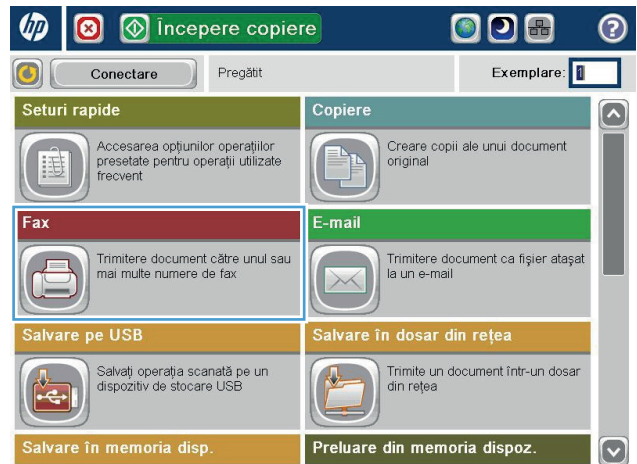 hp
Începere copiere
?
Conectare
Pregătit
Exemplare: 1
Seturi rapide
Accesarea opțiunilor operațiilor
presetate pentru operații utilizate
frecvent
Copiere
Creare copii ale unui document
original
Fax
Trimitere document către unul sau
mai multe numere de fax
E-mail
Trimitere document ca fișier atașat
la un e-mail
Salvare pe USB
Salvați operația scanată pe un
dispozitiv de stocare USB
Salvare în dosar din rețea
Trimite un document într-un dosar
din rețea
Salvare în memoria disp.
Preluare din memoria dispoz.